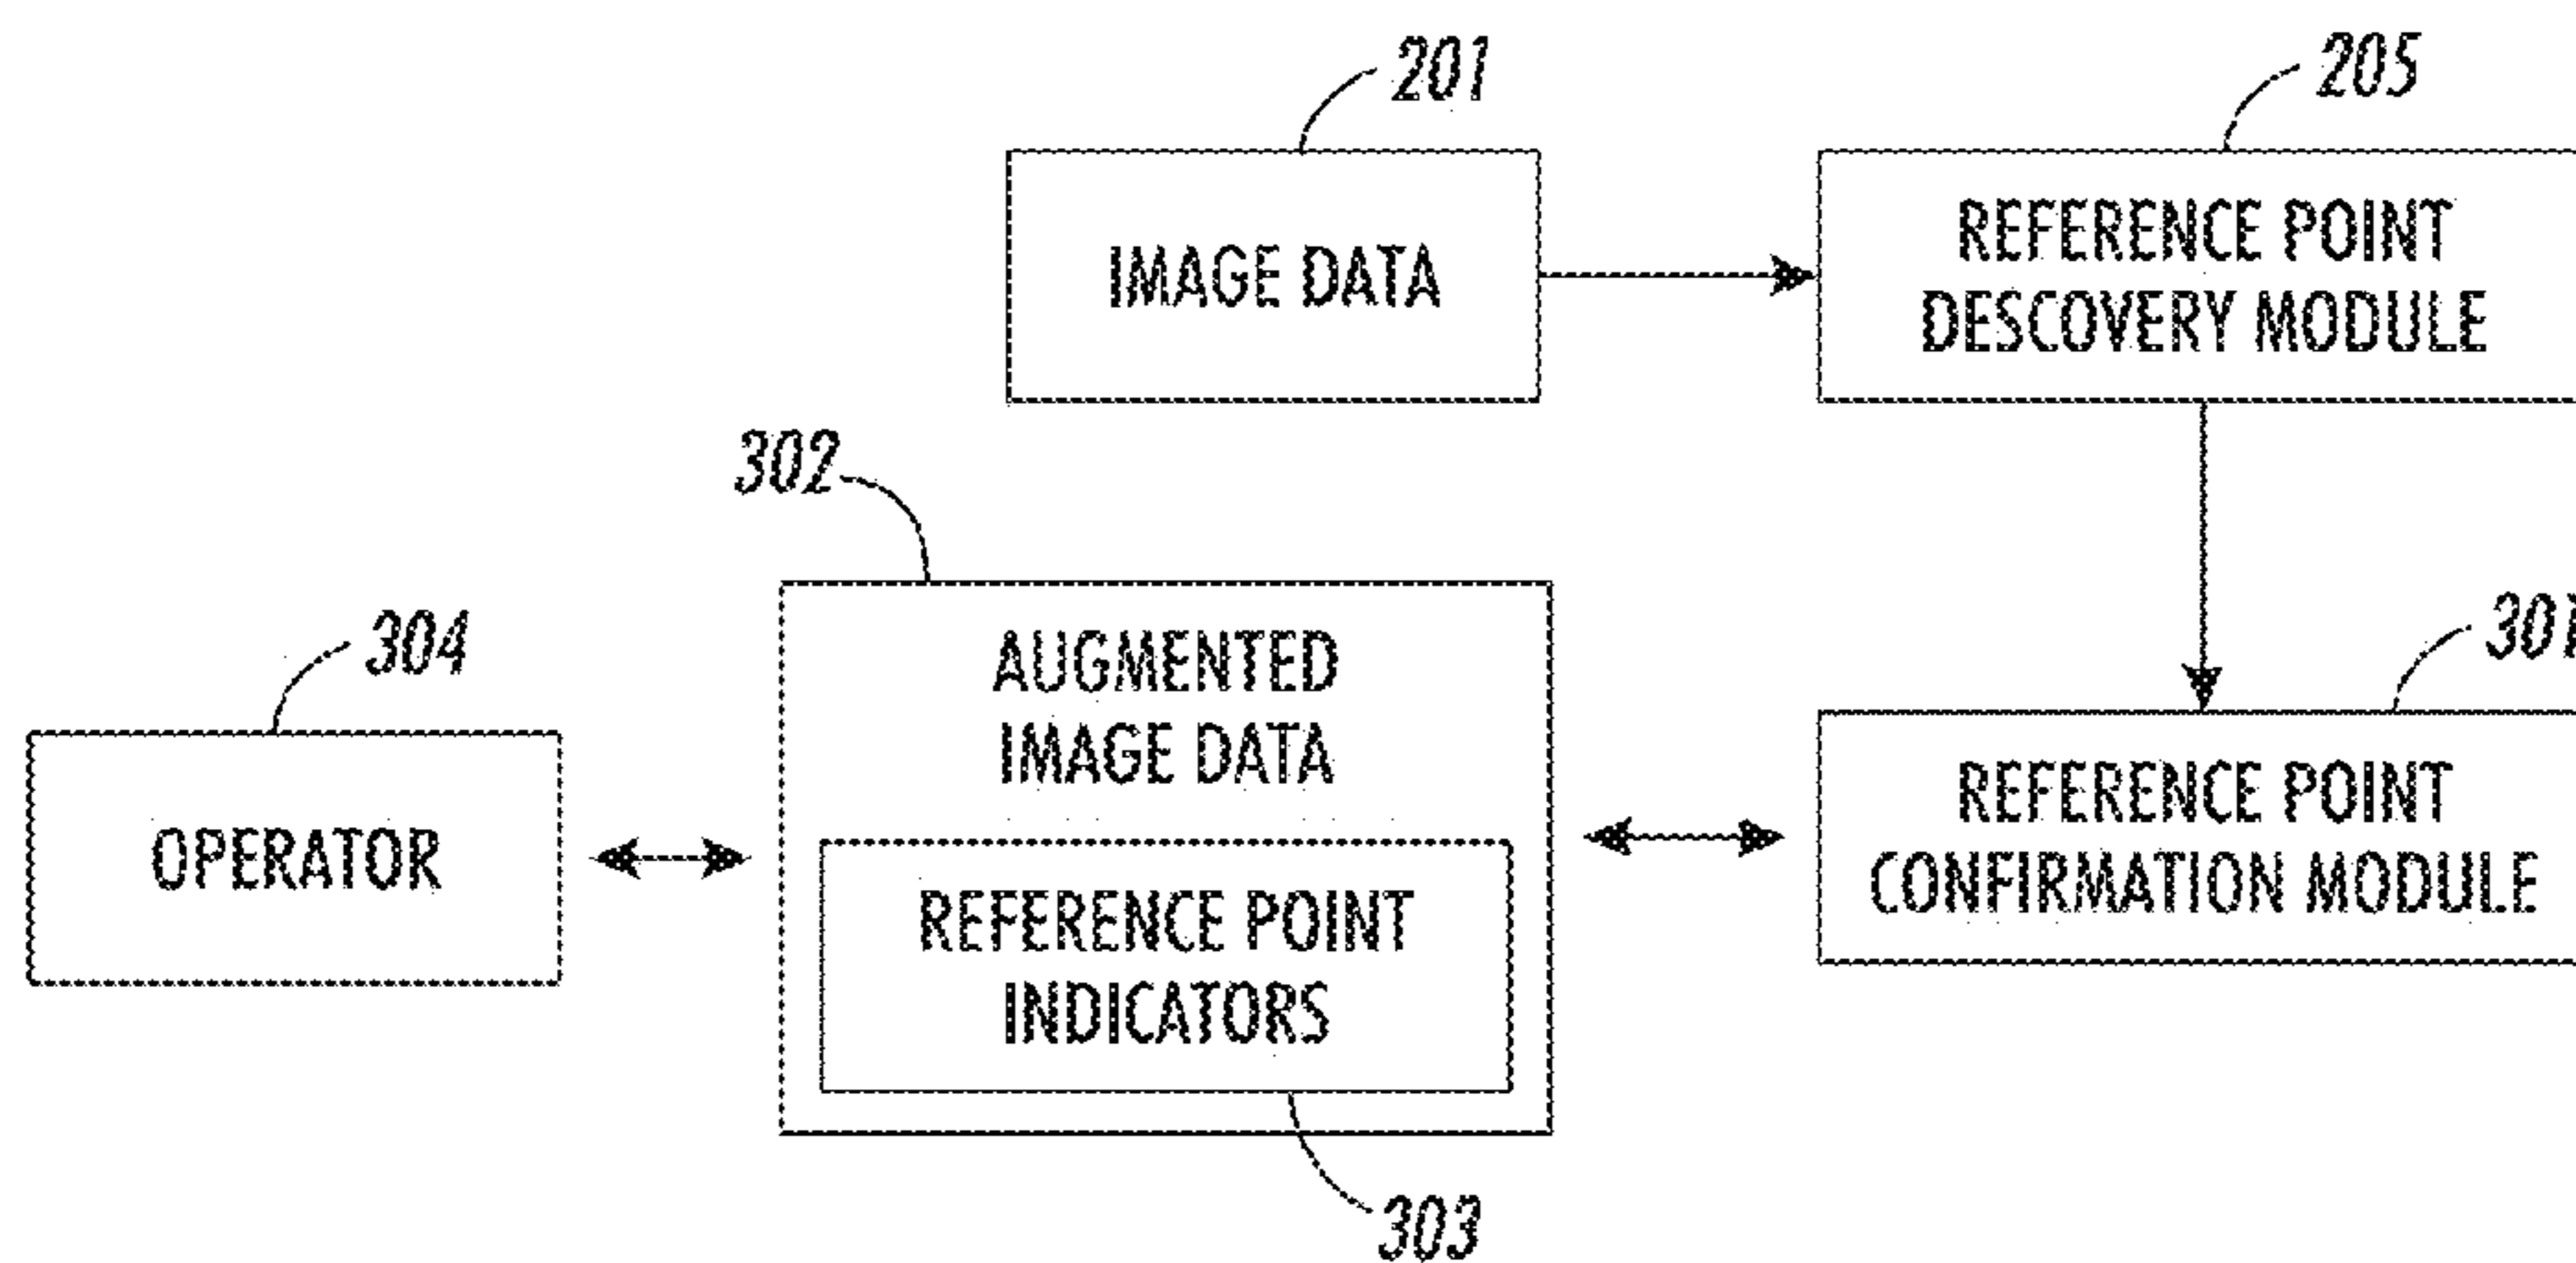 201
205
IMAGE DATA
REFERENCE POINT
DESCOVERY MODULE
302
304
301
AUGMENTED
IMAGE DATA
OPERATOR
REFERENCE POINT
INDICATORS
REFERENCE POINT
CONFIRMATION MODULE
303